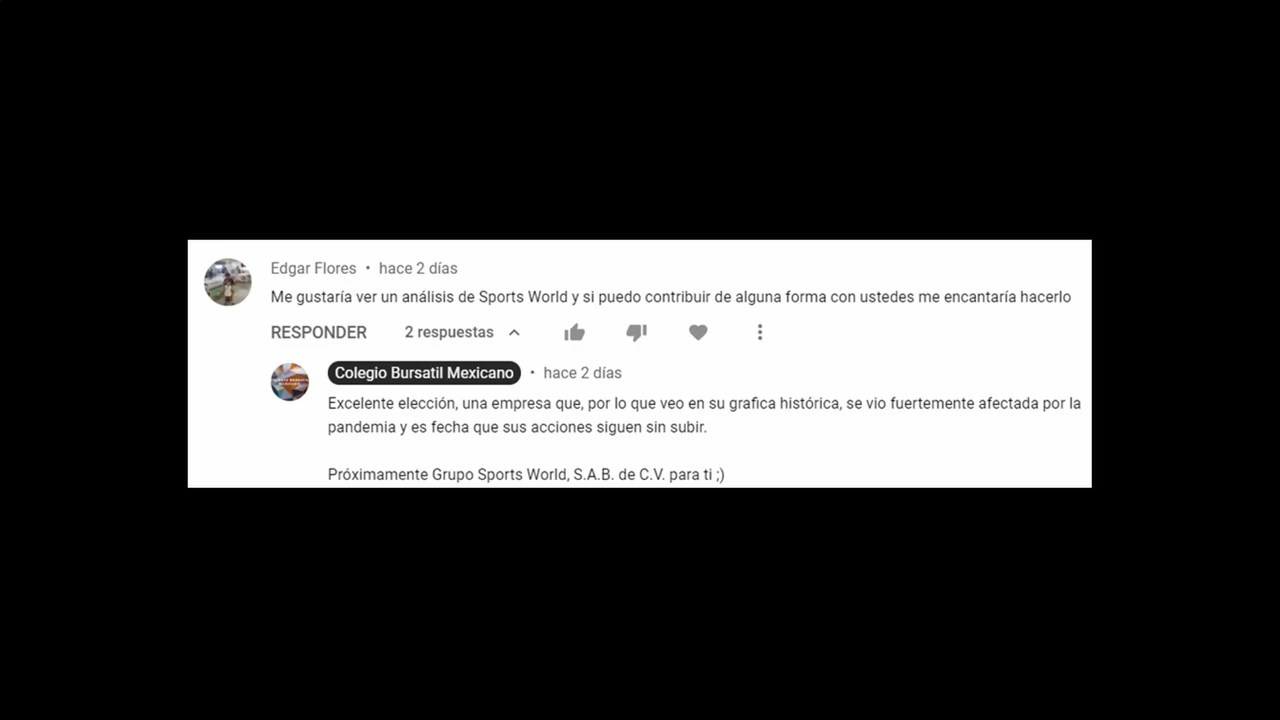 Edgar Flores • hace 2 días
Me gustaría ver un análisis de Sports World y si puedo contribuir de alguna forma con ustedes me encantaría hacerlo
RESPONDER 2 respuestas
Colegio Bursatil Mexicano • hace 2 días
Excelente elección, una empresa que, por lo que veo en su grafica histórica, se vio fuertemente afectada por la
pandemia y es fecha que sus acciones siguen sin subir.
Próximamente Grupo Sports World, S.A.B. de C.V. para ti ;)